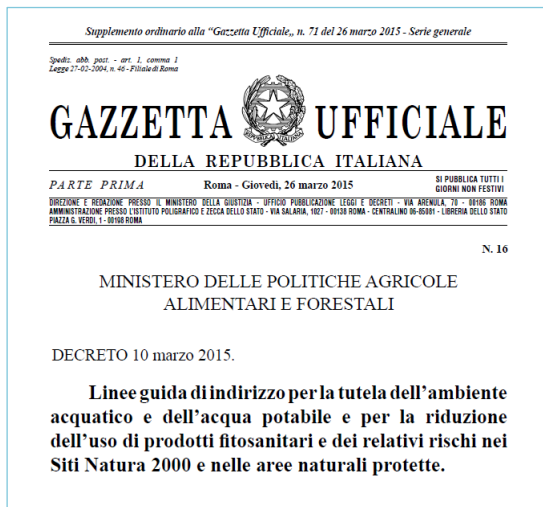 Supplemento ordinario alla "Gazzetta Ufficiale„ n. 71 del 26 marzo 2015 - Serie generale
Spediz. abb. post. - art. 1, comma 1
Legge 27-02-2004, n. 46 - Filiale di Roma
GAZZETTA UFFICIALE
DELLA REPUBBLICA ITALIANA
PARTE PRIMA Roma - Giovedì, 26 marzo 2015 SI PUBBLICA TUTTI I
GIORNI NON FESTIVI
DIREZIONE E REDAZIONE PRESSO IL MINISTERO DELLA GIUSTIZIA - UFFICIO PUBBLICAZIONE LEGGI E DECRETI - VIA ARENULA, 70 - 00186 ROMA
AMMINISTRAZIONE PRESSO L'ISTITUTO POLIGRAFICO E ZECCA DELLO STATO - VIA SALARIA, 1027 - 00138 ROMA - CENTRALINO 06-85081 - LIBRERIA DELLO STATO
PIAZZA G. VERDI, 1 - 00198 ROMA
N. 16
MINISTERO DELLE POLITICHE AGRICOLE
ALIMENTARI E FORESTALI
DECRETO 10 marzo 2015.
Linee guida di indirizzo per la tutela dell'ambiente
acquatico e dell'acqua potabile e per la riduzione
dell'uso di prodotti fitosanitari e dei relativi rischi nei
Siti Natura 2000 e nelle aree naturali protette.